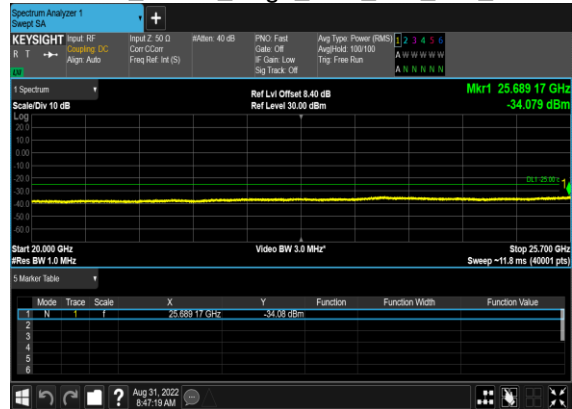 Spectrum Analyzer 1
Swept SA
KEYSIGHT Input: RF Input Z: 50 Ω #Atten: 40 dB PNO: Fast Avg Type: Power (RMS) 1 2 3 4 5 6
R T Coupling: DC Corr CCorr Gate: Off Avg|Hold: 100/100 A W W W W W
Align: Auto Freq Ref: Int (S) IF Gain: Low Trig: Free Run
Sig Track: Off A N N N N N
1 Spectrum Ref Lvl Offset 8.40 dB Mkr1 25.689 17 GHz
Scale/Div 10 dB Ref Level 30.00 dBm -34.079 dBm
Log
20.0
10.0
0.00
-10.0
-20.0
DL1 -25.00
1
-30.0
-40.0
-50.0
-60.0
Start 20.000 GHz Video BW 3.0 MHz* Stop 25.700 GHz
#Res BW 1.0 MHz Sweep ~11.8 ms (40001 pts)
5 Marker Table
Mode Trace Scale X Y Function Function Width Function Value
1 N 1 f 25.689 17 GHz -34.08 dBm
2
3
4
5
6
? Aug 31, 2022
8:47:19 AM